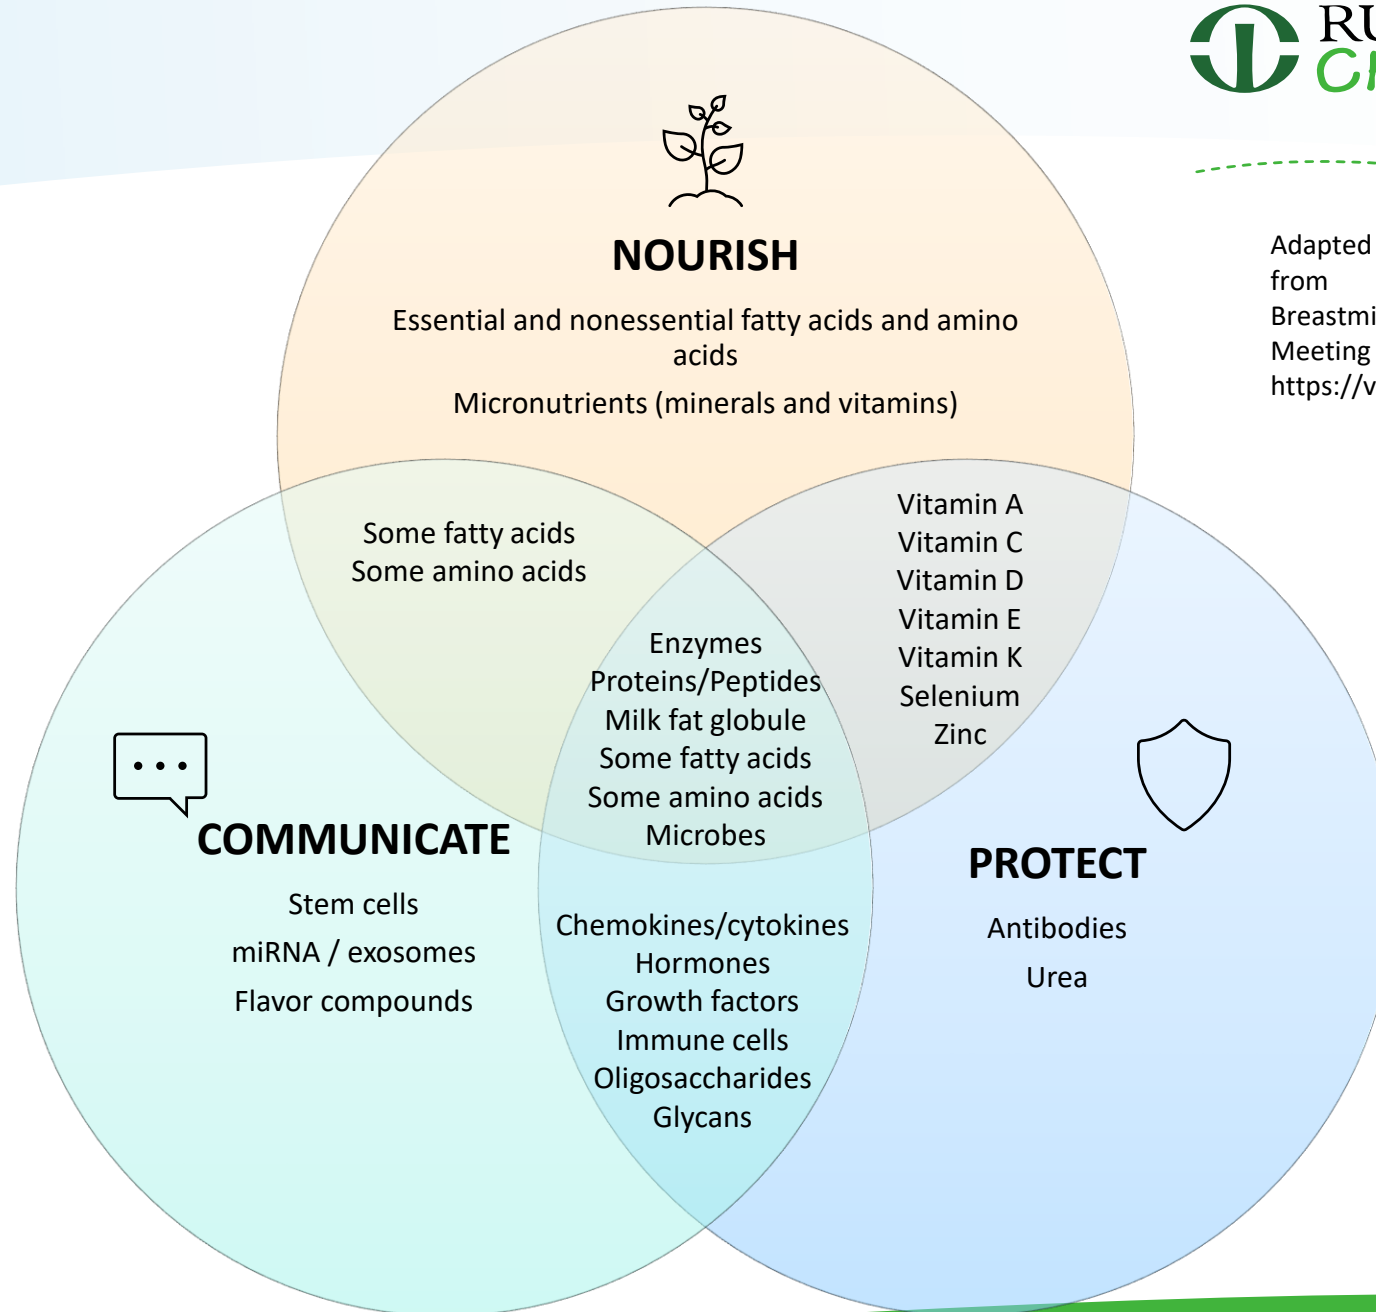 RU
Adapted
from
Breastmi
Meeting
https://v
NOURISH
Essential and nonessential fatty acids and amino
acids
Micronutrients (minerals and vitamins)
Some fatty acids
Some amino acids
Vitamin A
Vitamin C
Vitamin D
Vitamin E
Vitamin K
Selenium
Zinc
Enzymes
Proteins/Peptides
Milk fat globule
Some fatty acids
Some amino acids
Microbes
COMMUNICATE
Stem cells
miRNA / exosomes
Flavor compounds
Chemokines/cytokines
Hormones
Growth factors
Immune cells
Oligosaccharides
Glycans
PROTECT
Antibodies
Urea